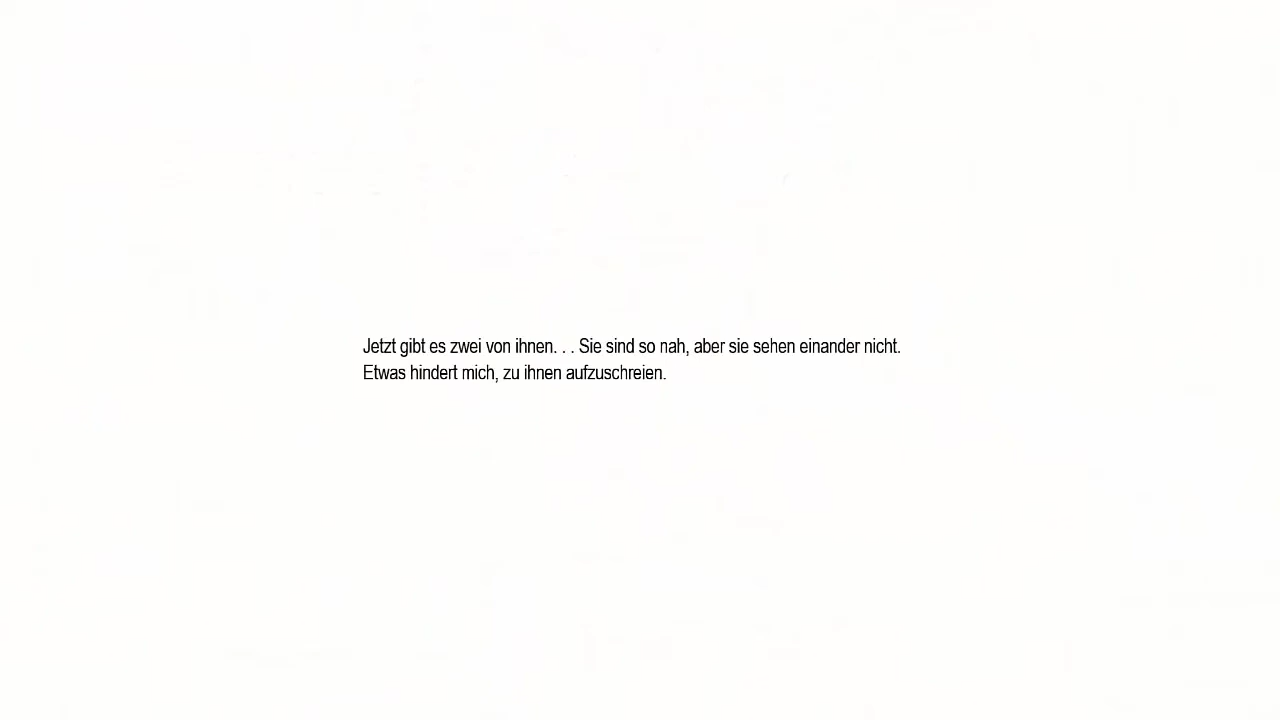 Jetzt gibt es zwei von ihnen. . . Sie sind so nah, aber sie sehen einander nicht.
Etwas hindert mich, zu ihnen aufzuschreien.